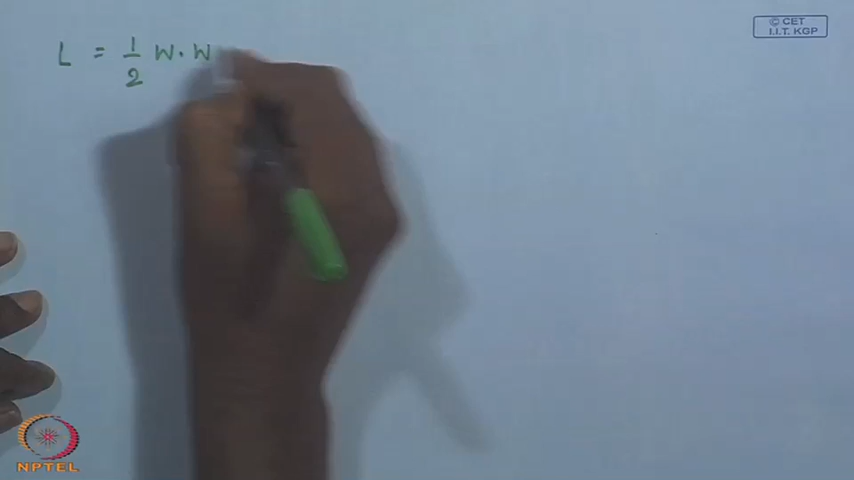 © CET
I.I.T. KGP
L = 1/2 W · W
NPTEL